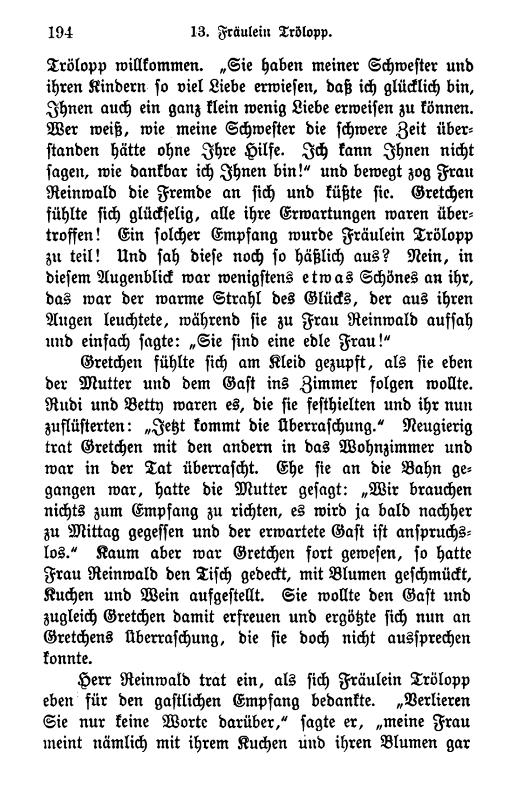 194 13. Fräulein Trölopp.
Trölopp willkommen. „Sie haben meiner Schwester und
ihren Kindern so viel Liebe erwiesen, daß ich glücklich bin,
Ihnen auch ein ganz klein wenig Liebe erweisen zu können.
Wer weiß, wie meine Schwester die schwere Zeit über-
standen hätte ohne Ihre Hilfe. Ich kann Ihnen nicht
sagen, wie dankbar ich Ihnen bin!“ und bewegt zog Frau
Reinwald die Fremde an sich und küßte sie. Gretchen
fühlte sich glückselig, alle ihre Erwartungen waren über-
troffen! Ein solcher Empfang wurde Fräulein Trölopp
zu teil! Und sah diese noch so häßlich aus? Nein, in
diesem Augenblick war wenigstens etwas Schönes an ihr,
das war der warme Strahl des Glücks, der aus ihren
Augen leuchtete, während sie zu Frau Reinwald aufsah
und einfach sagte: „Sie sind eine edle Frau!“
Gretchen fühlte sich am Kleid gezupft, als sie eben
der Mutter und dem Gast ins Zimmer folgen wollte.
Rudi und Betty waren es, die sie festhielten und ihr nun
zuflüsterten: „Jetzt kommt die Überraschung.“ Neugierig
trat Gretchen mit den andern in das Wohnzimmer und
war in der Tat überrascht. Ehe sie an die Bahn ge-
gangen war, hatte die Mutter gesagt: „Wir brauchen
nichts zum Empfang zu richten, es wird ja bald nachher
zu Mittag gegessen und der erwartete Gast ist anspruchs-
los.“ Kaum aber war Gretchen fort gewesen, so hatte
Frau Reinwald den Tisch gedeckt, mit Blumen geschmückt,
Kuchen und Wein aufgestellt. Sie wollte den Gast und
zugleich Gretchen damit erfreuen und ergötzte sich nun an
Gretchens Überraschung, die sie doch nicht aussprechen
konnte.
Herr Reinwald trat ein, als sich Fräulein Trölopp
eben für den gastlichen Empfang bedankte. „Verlieren
Sie nur keine Worte darüber,“ sagte er, „meine Frau
meint nämlich mit ihrem Kuchen und ihren Blumen gar